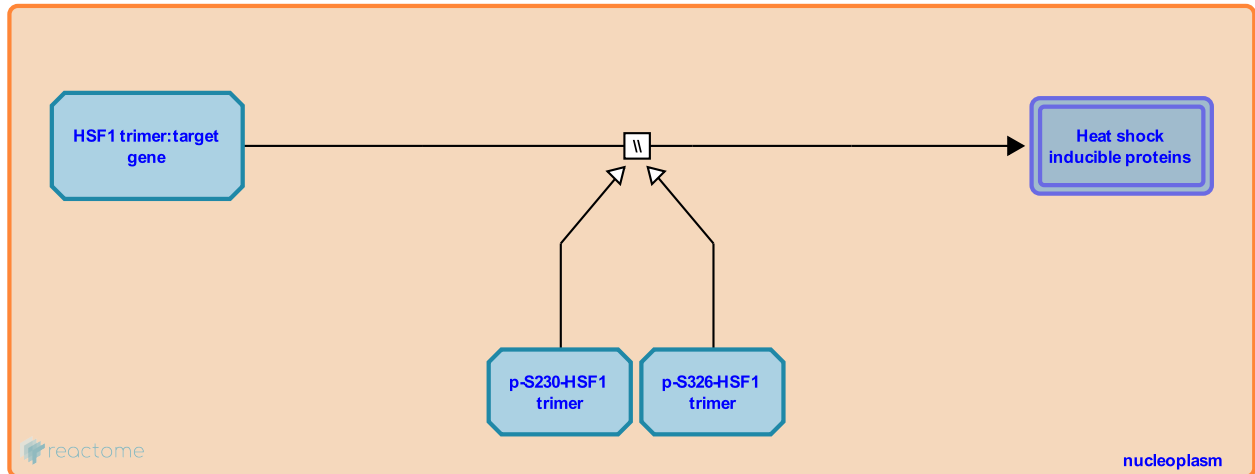 HSF1 trimer:target
gene
\\
Heat shock
inducible proteins
p-S230-HSF1
trimer
p-S326-HSF1
trimer
reactome
nucleoplasm